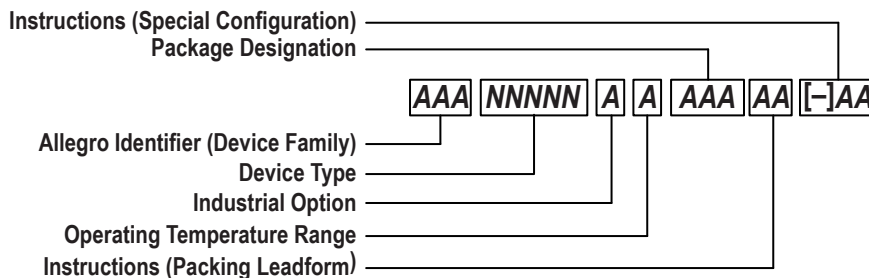 Instructions (Special Configuration)
Package Designation
AAA NNNNN A A AAA AA [–]AA
Allegro Identifier (Device Family)
Device Type
Industrial Option
Operating Temperature Range
Instructions (Packing Leadform)